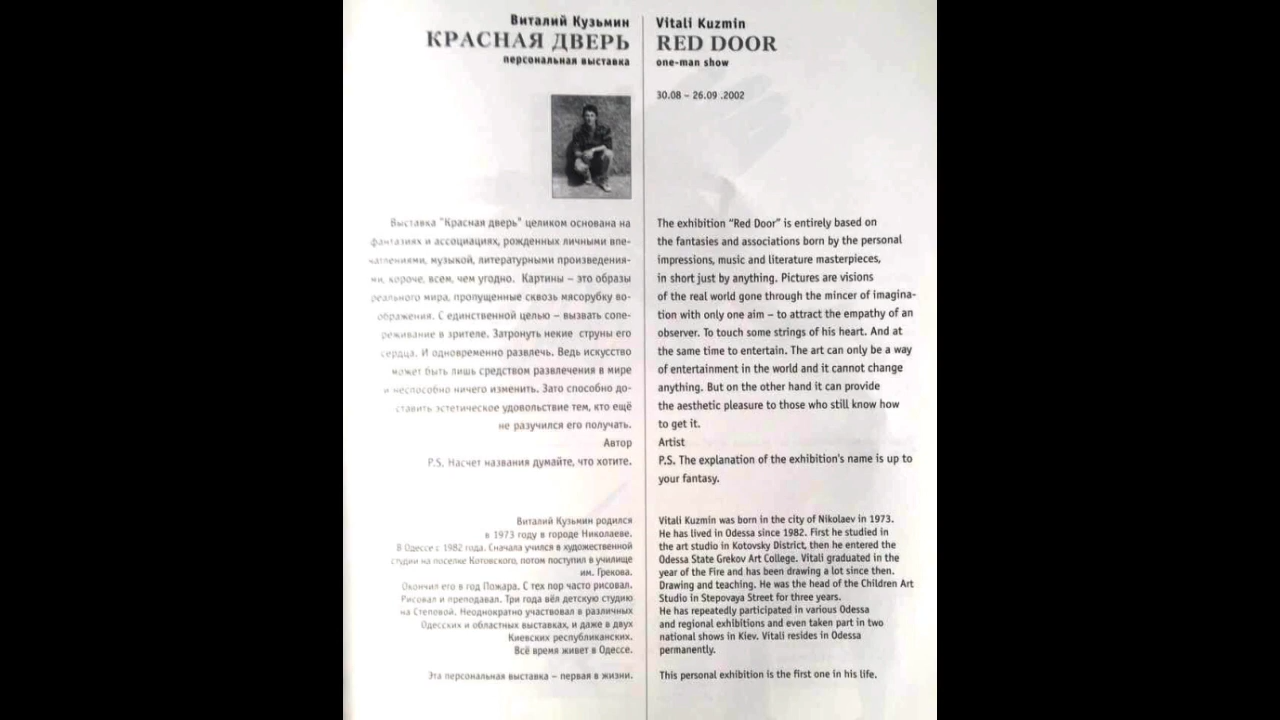 Виталий Кузьмин
КРАСНАЯ ДВЕРЬ
персональная выставка
Выставка "Красная дверь" целиком основана на
фантазиях и ассоциациях, рожденных личными впе-
чатлениями, музыкой, литературными произведения-
ми, короче, всем, чем угодно. Картины – это образы
реального мира, пропущенные сквозь мясорубку во-
ображения. С единственной целью – вызвать сопе-
реживание в зрителе. Затронуть некие струны его
сердца. И одновременно развлечь. Ведь искусство
может быть лишь средством развлечения в мире
и неспособно ничего изменить. Зато способно до-
ставить эстетическое удовольствие тем, кто ещё
не разучился его получать.
Автор
P.S. Насчет названия думайте, что хотите.
Виталий Кузьмин родился
в 1973 году в городе Николаеве.
В Одессе с 1982 года. Сначала учился в художественной
студии на поселке Котовского, потом поступил в училище
им. Грекова.
Окончил его в год Пожара. С тех пор часто рисовал.
Рисовал и преподавал. Три года вёл детскую студию
на Степовой. Неоднократно участвовал в различных
Одесских и областных выставках, и даже в двух
Киевских республиканских.
Всё время живет в Одессе.
Эта персональная выставка – первая в жизни.
Vitali Kuzmin
RED DOOR
one-man show
30.08 – 26.09 .2002
The exhibition “Red Door” is entirely based on
the fantasies and associations born by the personal
impressions, music and literature masterpieces,
in short just by anything. Pictures are visions
of the real world gone through the mincer of imagina-
tion with only one aim – to attract the empathy of an
observer. To touch some strings of his heart. And at
the same time to entertain. The art can only be a way
of entertainment in the world and it cannot change
anything. But on the other hand it can provide
the aesthetic pleasure to those who still know how
to get it.
Artist
P.S. The explanation of the exhibition's name is up to
your fantasy.
Vitali Kuzmin was born in the city of Nikolaev in 1973.
He has lived in Odessa since 1982. First he studied in
the art studio in Kotovsky District, then he entered the
Odessa State Grekov Art College. Vitali graduated in the
year of the Fire and has been drawing a lot since then.
Drawing and teaching. He was the head of the Children Art
Studio in Stepovaya Street for three years.
He has repeatedly participated in various Odessa
and regional exhibitions and even taken part in two
national shows in Kiev. Vitali resides in Odessa
permanently.
This personal exhibition is the first one in his life.